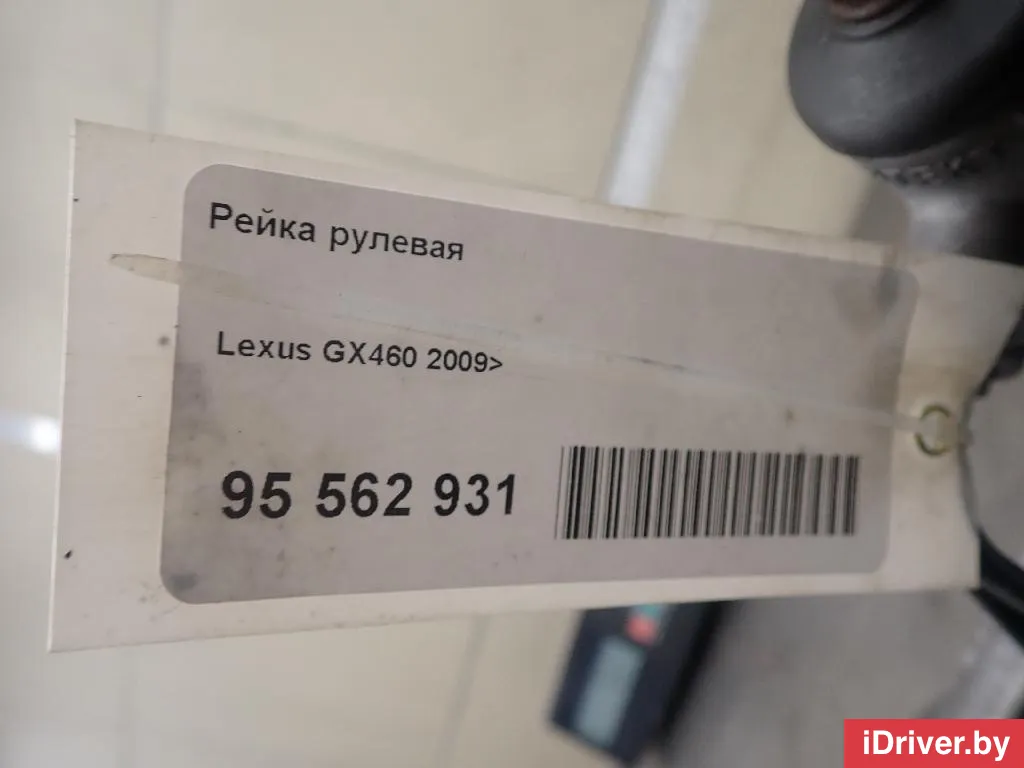 Рейка рулевая
Lexus GX460 2009>
95 562 931
iDriver.by